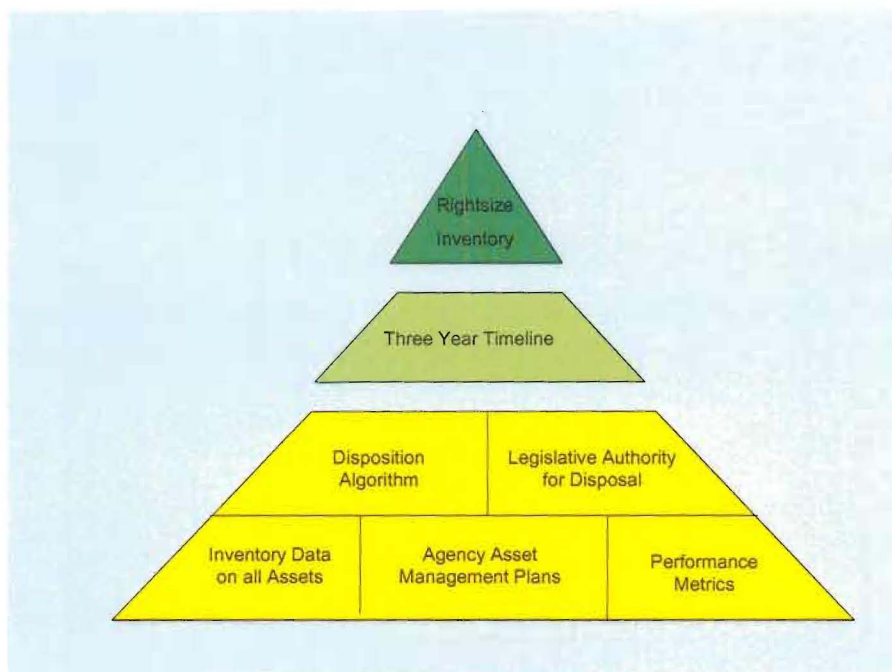 Rightsize
Inventory
Three Year Timeline
Disposition
Algorithm
Legislative Authority
for Disposal
Inventory Data
on all Assets
Agency Asset
Management Plans
Performance
Metrics